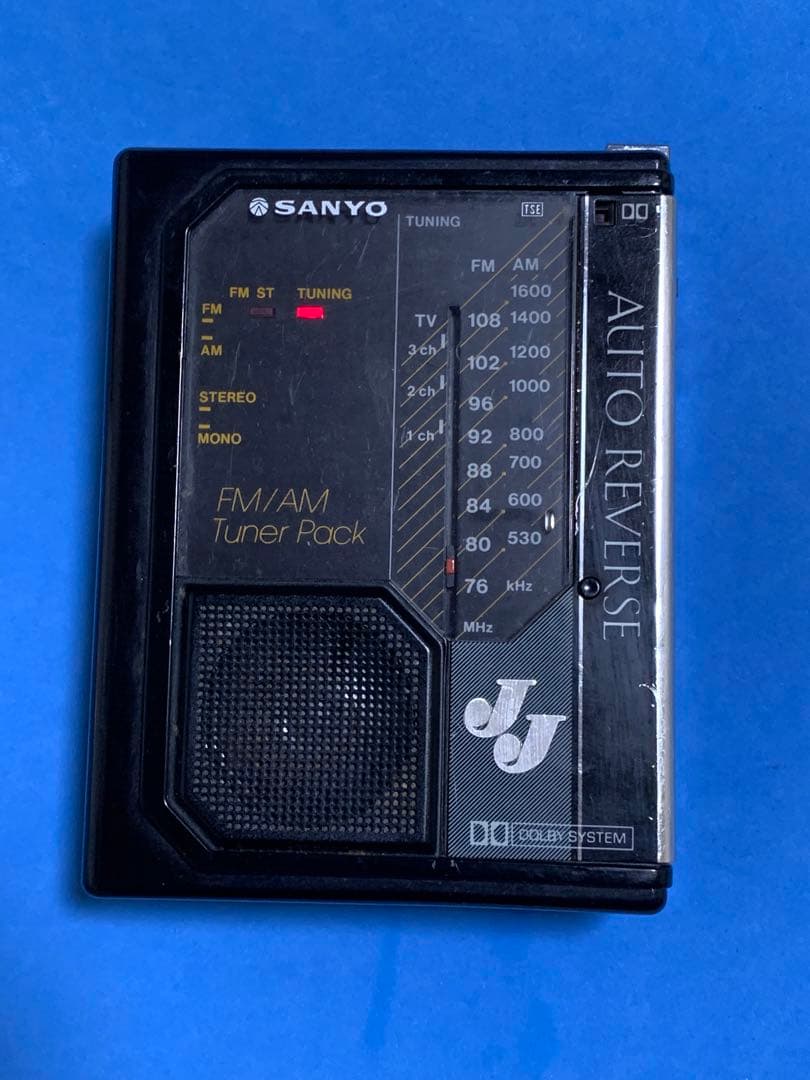 SANYO
TUNING
TSE
FM AM
FM ST TUNING
FM
AM
STEREO
MONO
FM/AM
Tuner Pack
TV
3 ch
2 ch
1 ch
1600
108 1400
102 1200
96 1000
92 800
88 700
84 600
80 530
76 kHz
MHz
JJ
DOLBY SYSTEM
AUTO REVERSE